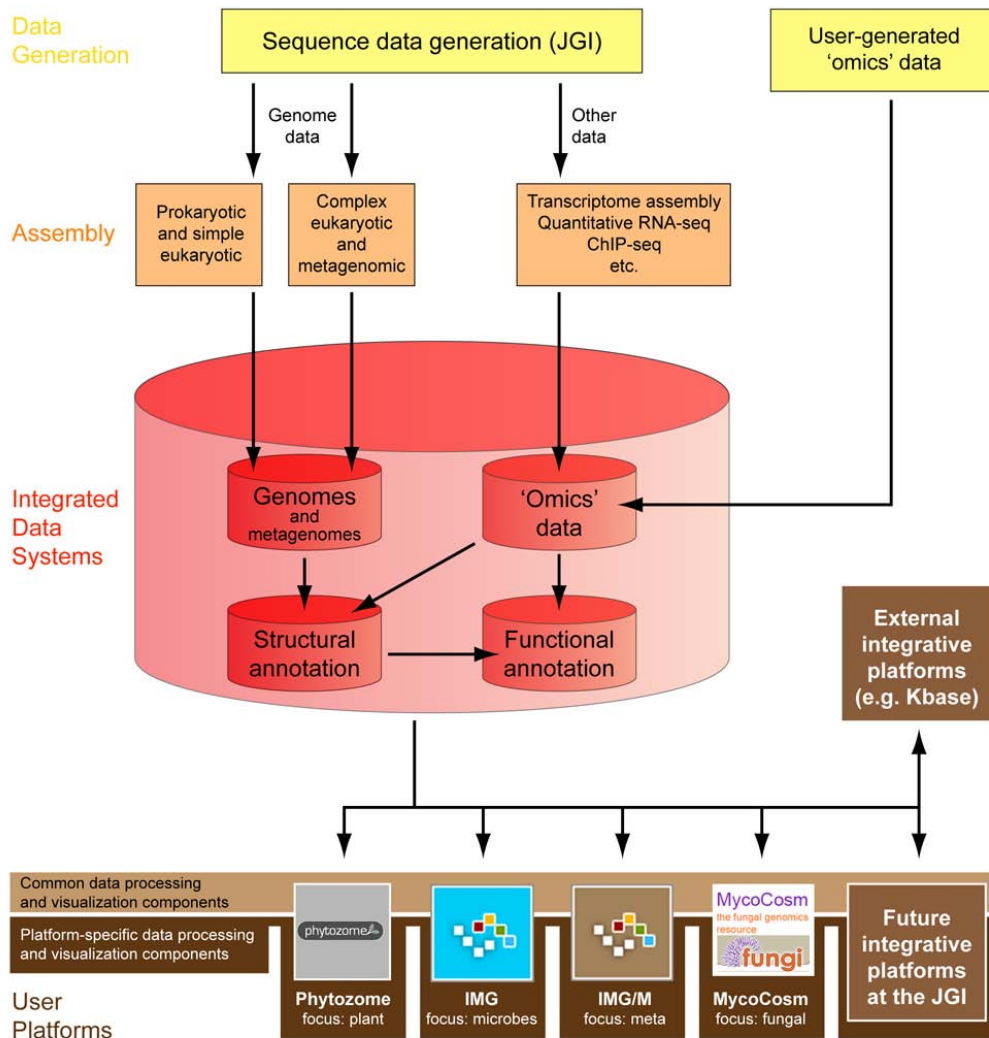 Data
Generation
Sequence data generation (JGI)
User-generated
‘omics’ data
Genome
data
Other
data
Assembly
Prokaryotic
and simple
eukaryotic
Complex
eukaryotic
and
metagenomic
Transcriptome assembly
Quantitative RNA-seq
ChIP-seq
etc.
Integrated
Data
Systems
Genomes
and
metagenomes
‘Omics’
data
Structural
annotation
Functional
annotation
External
integrative
platforms
(e.g. Kbase)
Common data processing
and visualization components
Platform-specific data processing
and visualization components
User
Platforms
phytozome
Phytozome
focus: plant
IMG
focus: microbes
IMG/M
focus: meta
MycoCosm
the fungal genomics
resource
fungi
MycoCosm
focus: fungal
Future
integrative
platforms
at the JGI